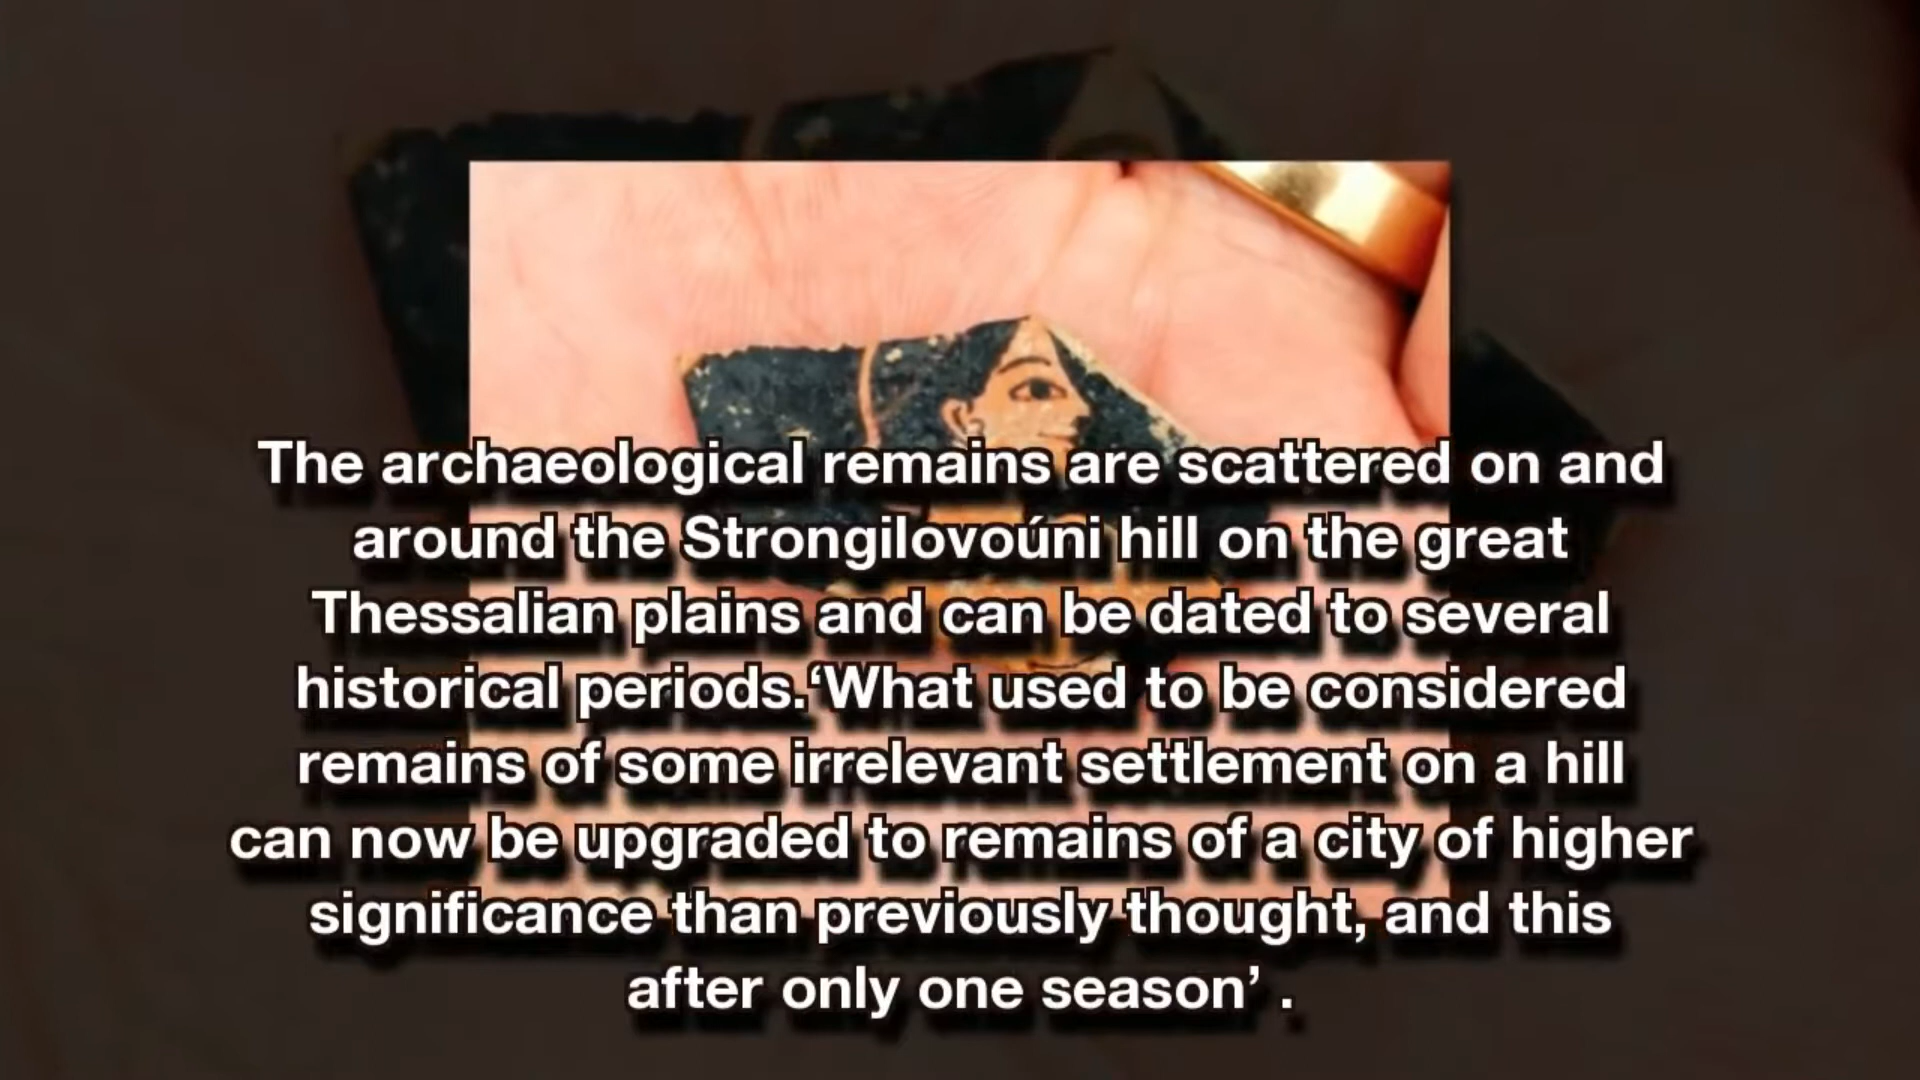 The archaeological remains are scattered on and
around the Strongilovoúni hill on the great
Thessalian plains and can be dated to several
historical periods.‘What used to be considered
remains of some irrelevant settlement on a hill
can now be upgraded to remains of a city of higher
significance than previously thought, and this
after only one season’ .